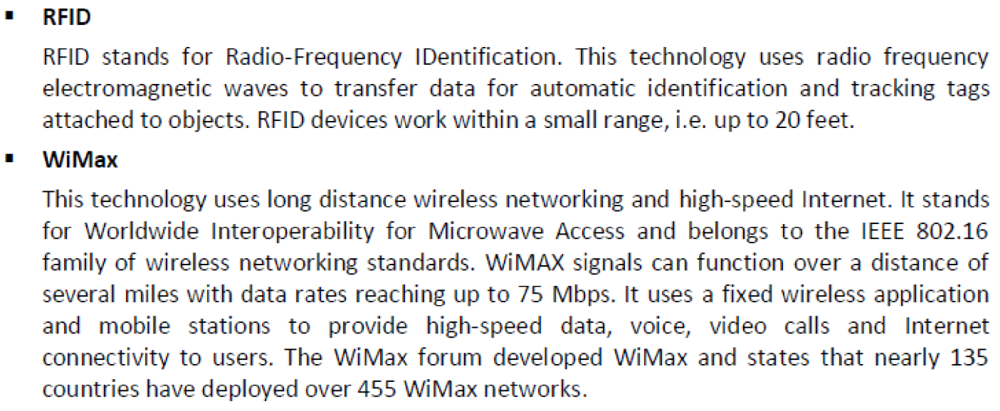 ▪ RFID
RFID stands for Radio-Frequency IDentification. This technology uses radio frequency
electromagnetic waves to transfer data for automatic identification and tracking tags
attached to objects. RFID devices work within a small range, i.e. up to 20 feet.
▪ WiMax
This technology uses long distance wireless networking and high-speed Internet. It stands
for Worldwide Interoperability for Microwave Access and belongs to the IEEE 802.16
family of wireless networking standards. WiMAX signals can function over a distance of
several miles with data rates reaching up to 75 Mbps. It uses a fixed wireless application
and mobile stations to provide high-speed data, voice, video calls and Internet
connectivity to users. The WiMax forum developed WiMax and states that nearly 135
countries have deployed over 455 WiMax networks.